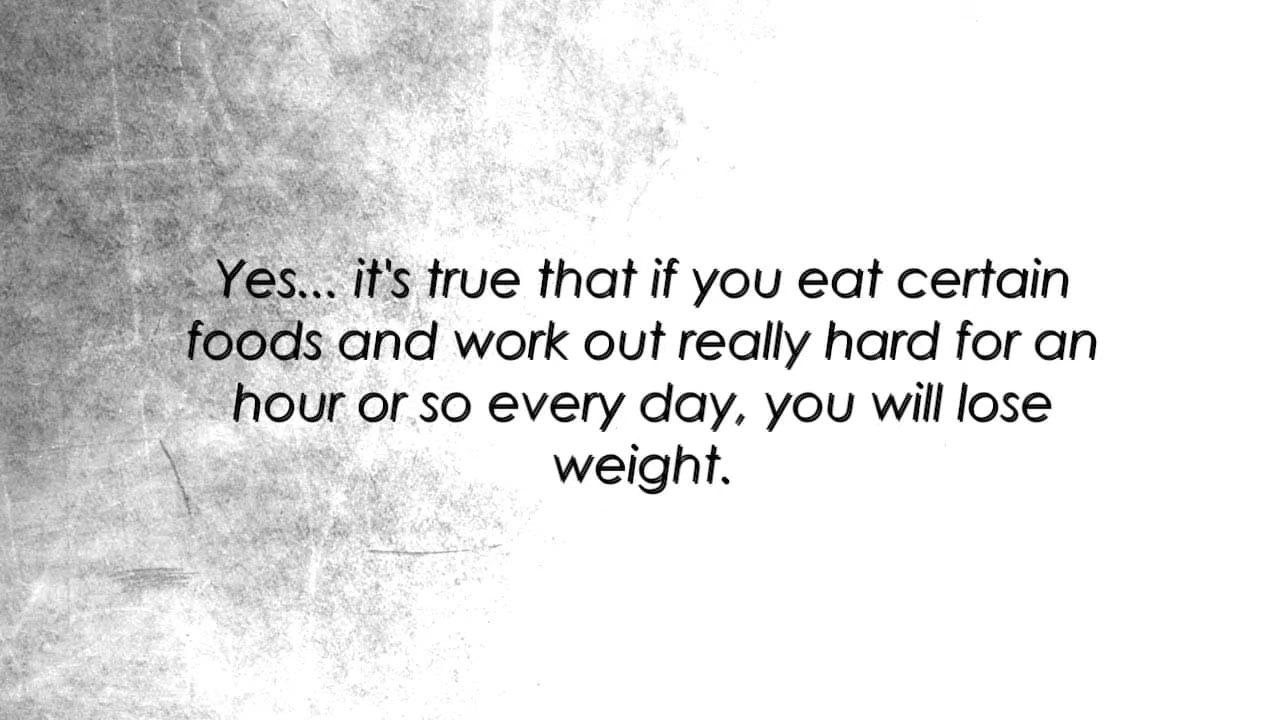 Yes... it's true that if you eat certain
foods and work out really hard for an
hour or so every day, you will lose
weight.